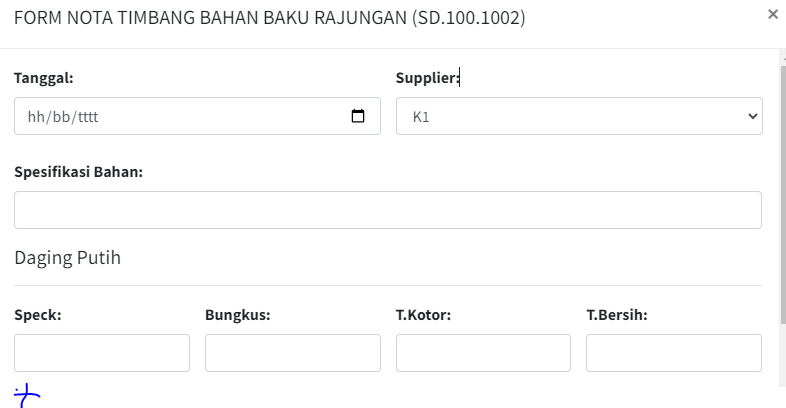 FORM NOTA TIMBANG BAHAN BAKU RAJUNGAN (SD.100.1002) ×
Tanggal: Supplier:
hh/bb/tttt K1
Spesifikasi Bahan:
Daging Putih
Speck: Bungkus: T.Kotor: T.Bersih: